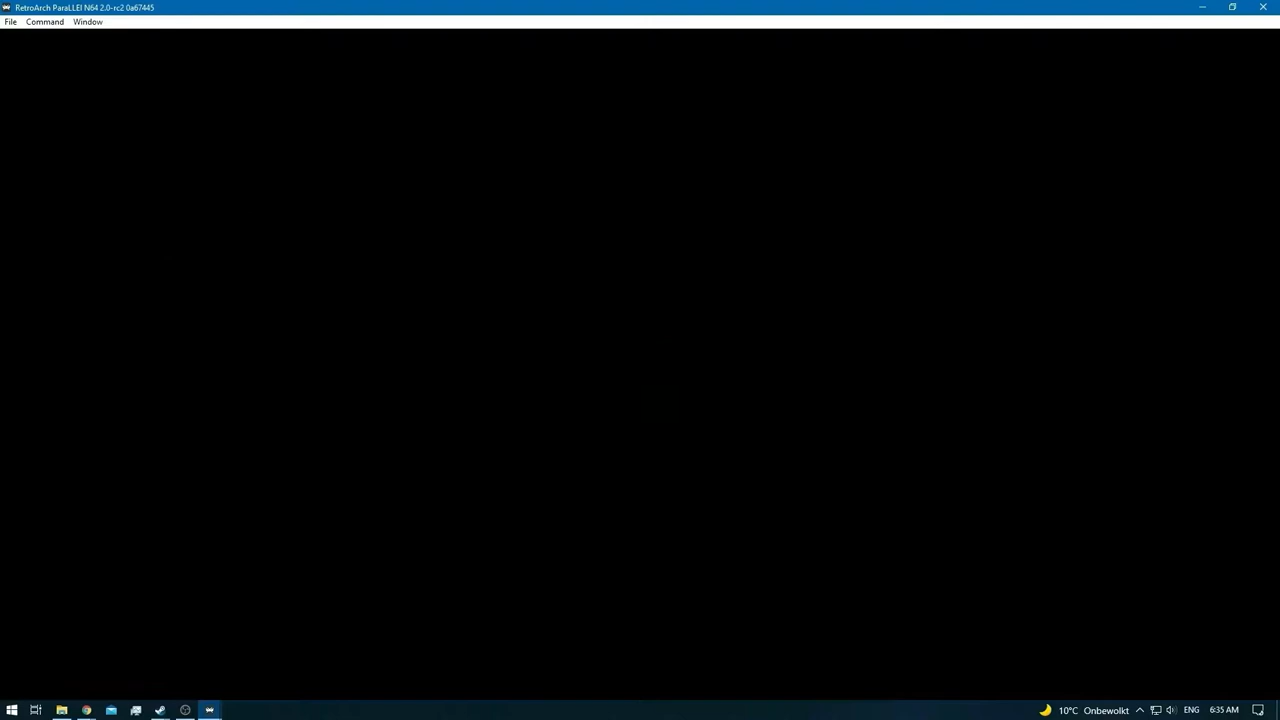 RetroArch ParaLLEl N64 2.0-rc2 0a67445
File Command Window
10°C Onbewolkt ENG 6:35 AM